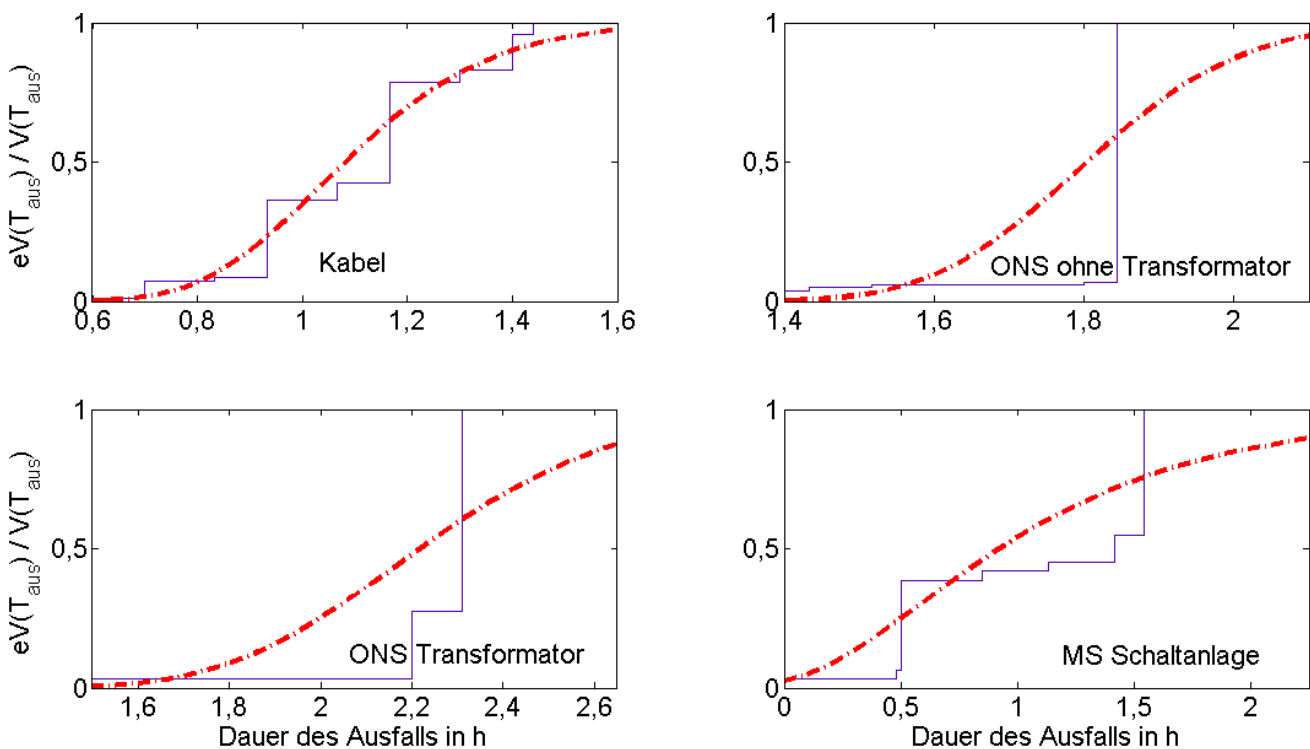 eV(T_aus) / V(T_aus)
1
0,5
0
0,6 0,8 1 1,2 1,4 1,6
Kabel
1
0,5
0
1,4 1,6 1,8 2
ONS ohne Transformator
eV(T_aus) / V(T_aus)
1
0,5
0
1,6 1,8 2 2,2 2,4 2,6
ONS Transformator
Dauer des Ausfalls in h
1
0,5
0
0 0,5 1 1,5 2
MS Schaltanlage
Dauer des Ausfalls in h